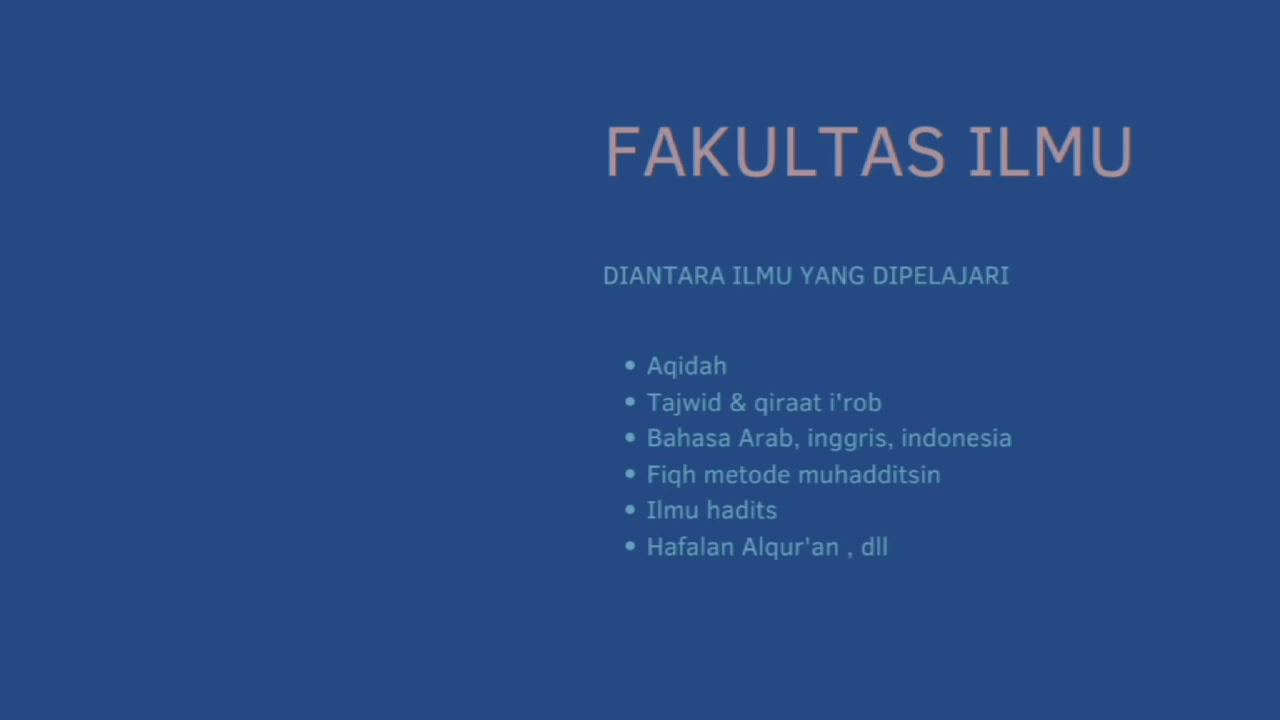 FAKULTAS ILMU
DIANTARA ILMU YANG DIPELAJARI
• Aqidah
• Tajwid & qiraat i'rob
• Bahasa Arab, inggris, indonesia
• Fiqh metode muhadditsin
• Ilmu hadits
• Hafalan Alqur'an , dll